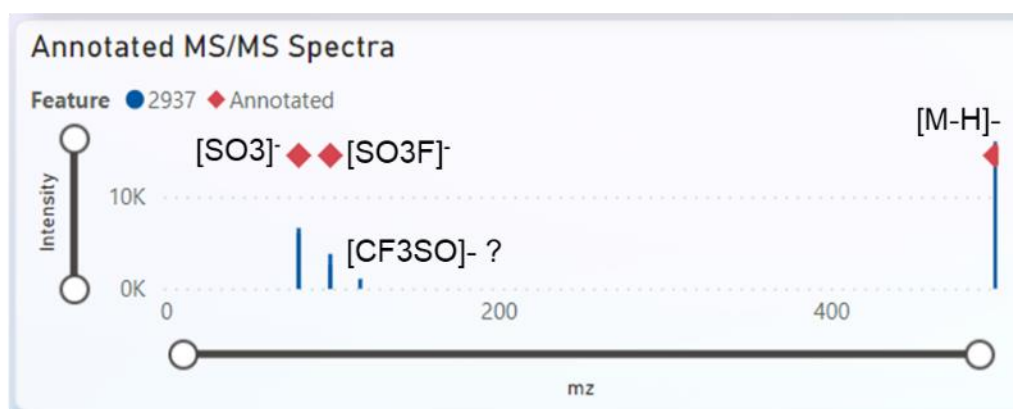 Annotated MS/MS Spectra
Feature 2937 Annotated
[M-H]-
[SO3]- [SO3F]-
10K
Intensity
[CF3SO]- ?
0K
0 200 400
mz